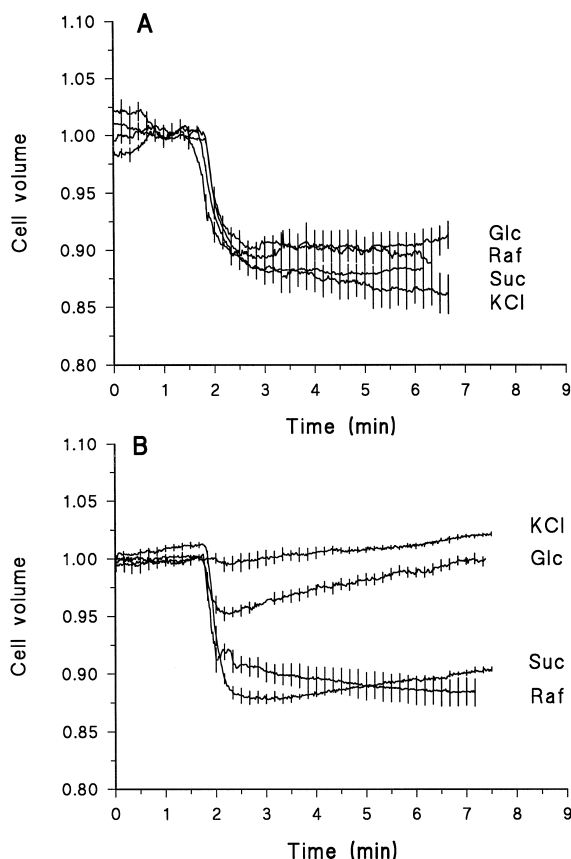 A
1.10
1.05
1.00
0.95
0.90
0.85
0.80
Cell volume
Glc
Raf
Suc
KCl
0 1 2 3 4 5 6 7 8 9
Time (min)
B
1.10
1.05
1.00
0.95
0.90
0.85
0.80
Cell volume
KCl
Glc
Suc
Raf
0 1 2 3 4 5 6 7 8 9
Time (min)